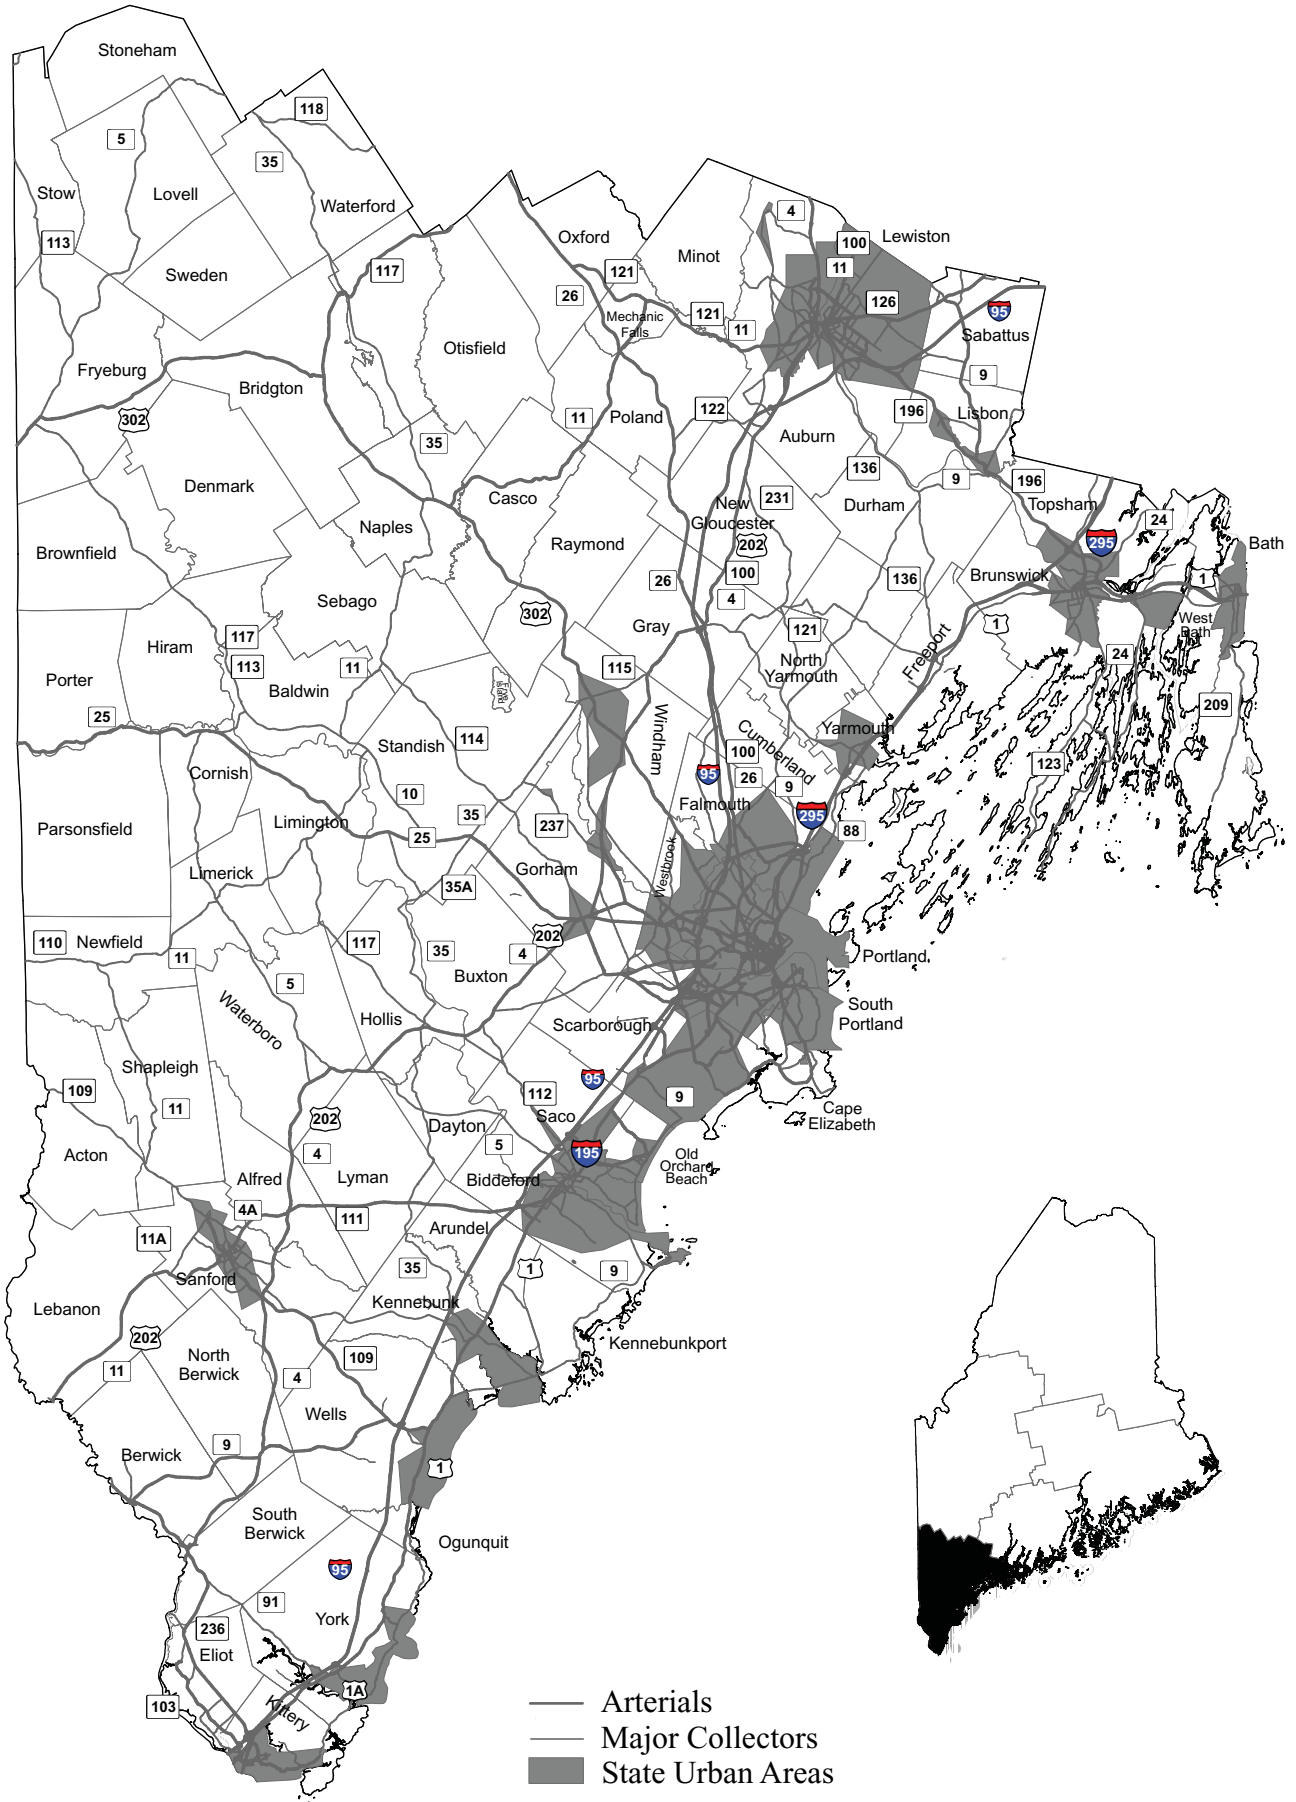 Stoneham
118
5
35
Stow
Lovell
Waterford
4
100
Lewiston
Oxford
113
Minot
11
Sweden
117
121
26
126
95
Mechanic
Falls
121
11
Sabattus
Otisfield
Fryeburg
9
Bridgton
302
11
Poland
122
196
Lisbon
35
Auburn
136
9
196
Denmark
Casco
231
Durham
Topsham
New
Gloucester
24
Naples
202
295
Bath
Brownfield
Raymond
100
26
136
Brunswick
1
4
Sebago
302
1
West
Bath
117
Gray
121
Hiram
113
11
115
North
Yarmouth
Freeport
24
Porter
Baldwin
Frye
Island
209
25
Standish
114
Windham
100
Cumberland
Yarmouth
Cornish
95
26
9
123
10
Falmouth
Limington
35
237
295
88
Parsonsfield
25
Limerick
Gorham
Westbrook
35A
110
Newfield
117
202
11
35
4
Portland
Buxton
5
Waterboro
Hollis
Scarborough
South
Portland
Shapleigh
95
109
112
9
11
202
Saco
Cape
Elizabeth
Dayton
5
195
Acton
4
Old
Orchard
Beach
Alfred
Lyman
Biddeford
4A
111
Arundel
11A
35
1
9
Sanford
Lebanon
Kennebunk
202
Kennebunkport
North
Berwick
109
11
4
Wells
9
Berwick
1
South
Berwick
Ogunquit
95
91
York
236
Eliot
1A
103
Kittery
Arterials
Major Collectors
State Urban Areas